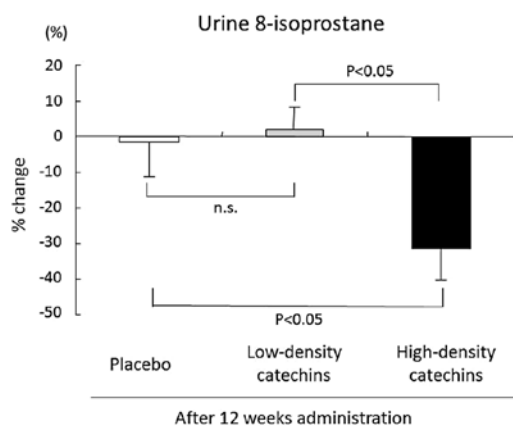 Urine 8-isoprostane
(%)
20
10
0
-10
-20
-30
-40
-50
% change
P<0.05
n.s.
P<0.05
Placebo
Low-density
catechins
High-density
catechins
After 12 weeks administration